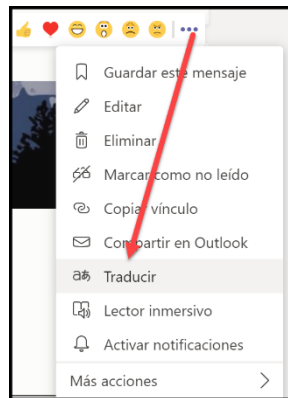 Guardar este mensaje
Editar
Eliminar
Marcar como no leído
Copiar vínculo
Compartir en Outlook
Traducir
Lector inmersivo
Activar notificaciones
Más acciones